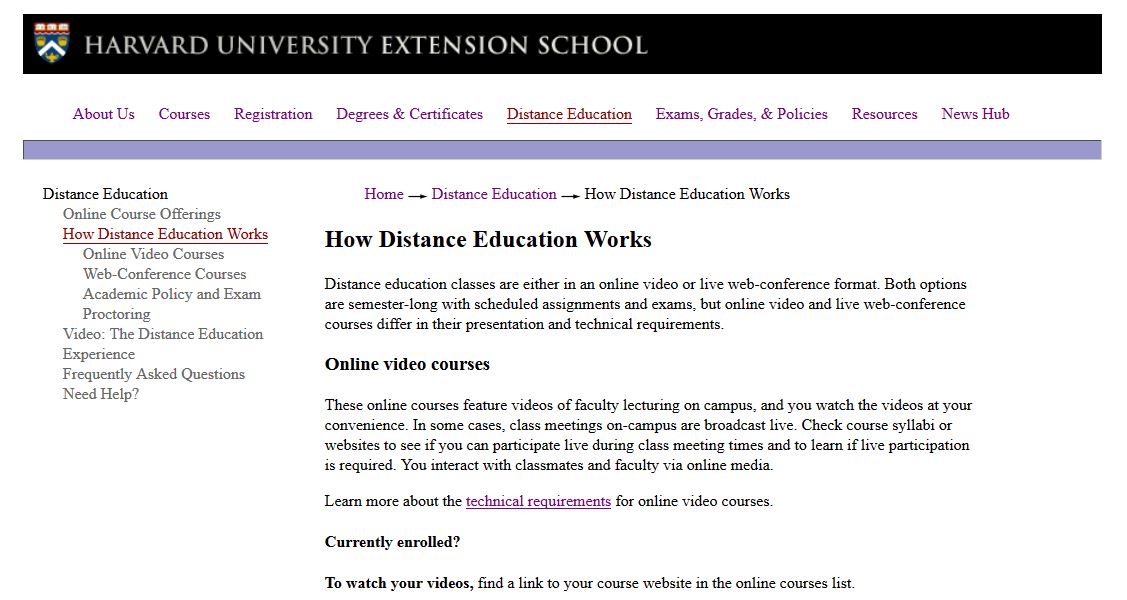 HARVARD UNIVERSITY EXTENSION SCHOOL
About Us Courses Registration Degrees & Certificates Distance Education Exams, Grades, & Policies Resources News Hub
Distance Education
Online Course Offerings
How Distance Education Works
Online Video Courses
Web-Conference Courses
Academic Policy and Exam
Proctoring
Video: The Distance Education
Experience
Frequently Asked Questions
Need Help?
Home → Distance Education → How Distance Education Works
How Distance Education Works
Distance education classes are either in an online video or live web-conference format. Both options
are semester-long with scheduled assignments and exams, but online video and live web-conference
courses differ in their presentation and technical requirements.
Online video courses
These online courses feature videos of faculty lecturing on campus, and you watch the videos at your
convenience. In some cases, class meetings on-campus are broadcast live. Check course syllabi or
websites to see if you can participate live during class meeting times and to learn if live participation
is required. You interact with classmates and faculty via online media.
Learn more about the technical requirements for online video courses.
Currently enrolled?
To watch your videos, find a link to your course website in the online courses list.